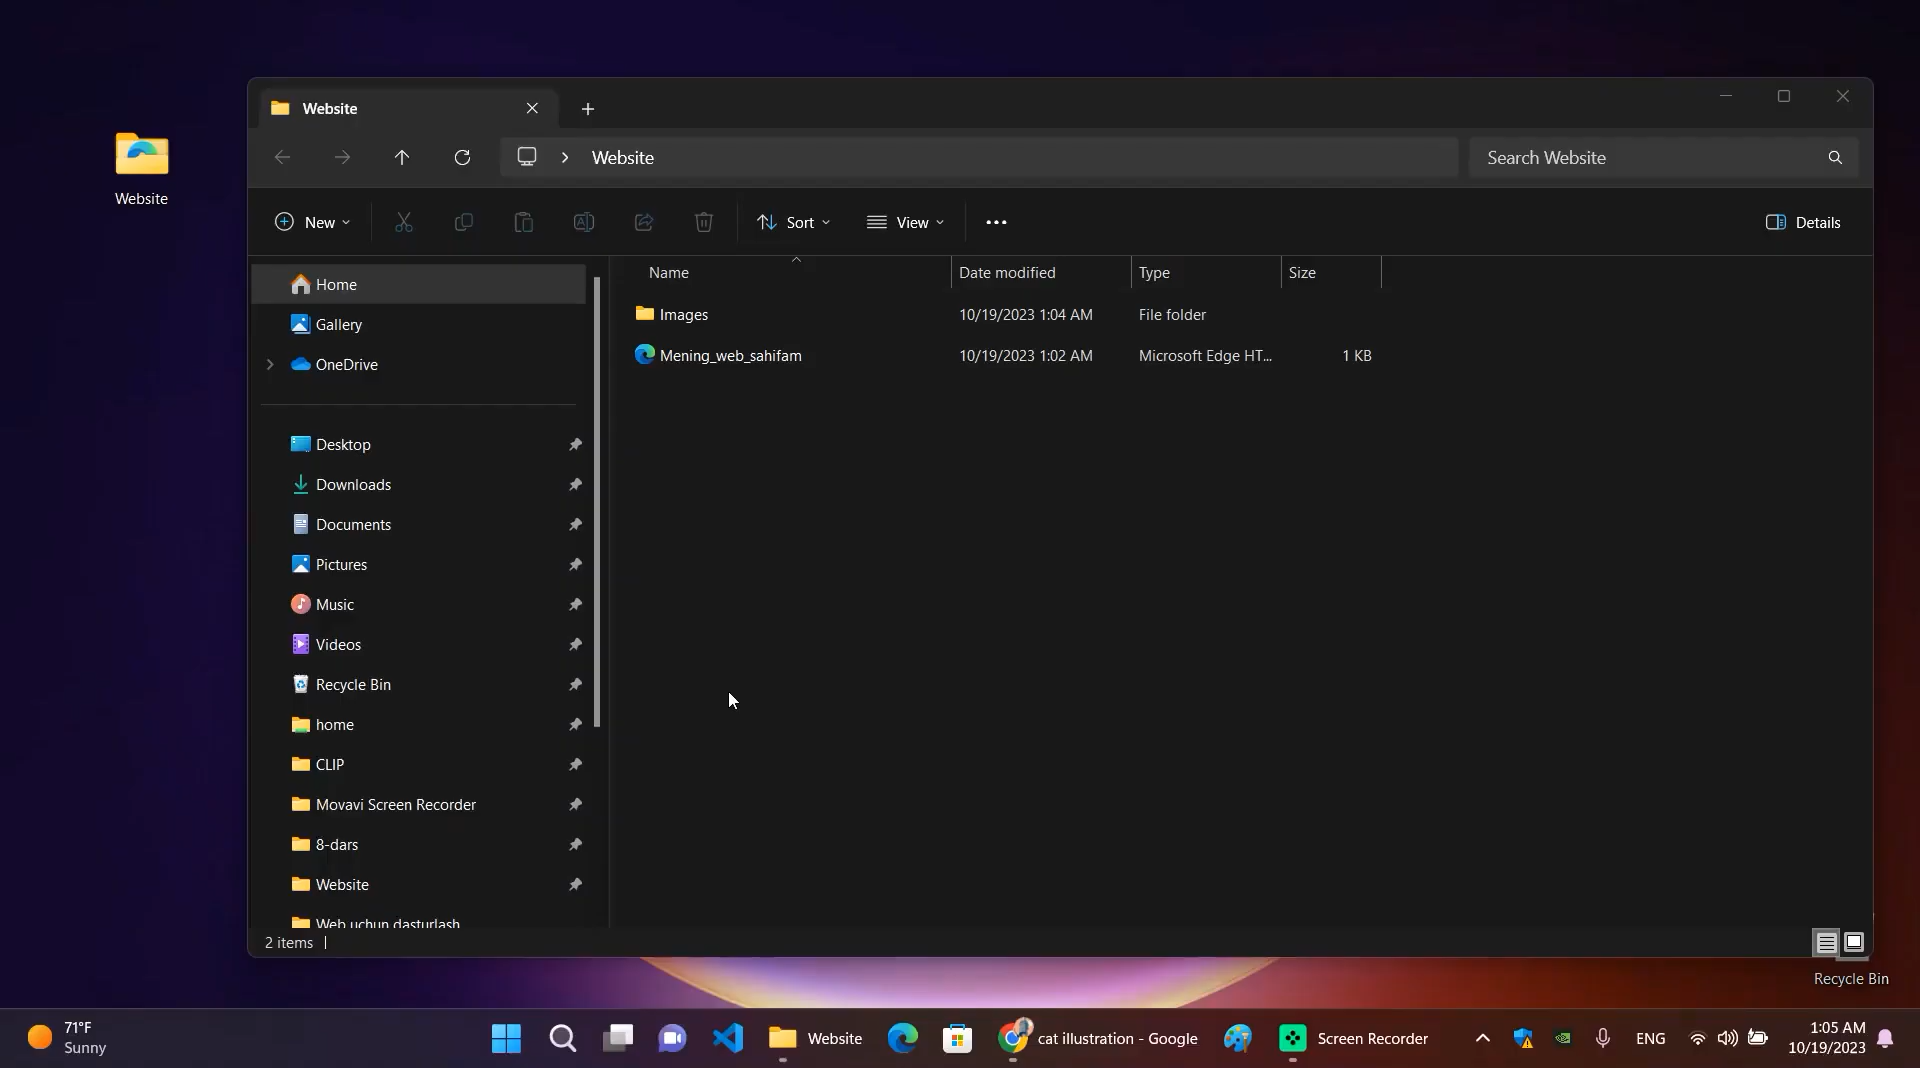 Website
Website
Website
Search Website
New
Sort
View
Details
Name
Date modified
Type
Size
Images
10/19/2023 1:04 AM
File folder
Mening_web_sahifam
10/19/2023 1:02 AM
Microsoft Edge HT...
1 KB
Home
Gallery
OneDrive
Desktop
Downloads
Documents
Pictures
Music
Videos
Recycle Bin
home
CLIP
Movavi Screen Recorder
8-dars
Website
Web uchun dasturlash
2 items
Recycle Bin
71°F
Sunny
Website
cat illustration - Google
Screen Recorder
ENG
1:05 AM
10/19/2023